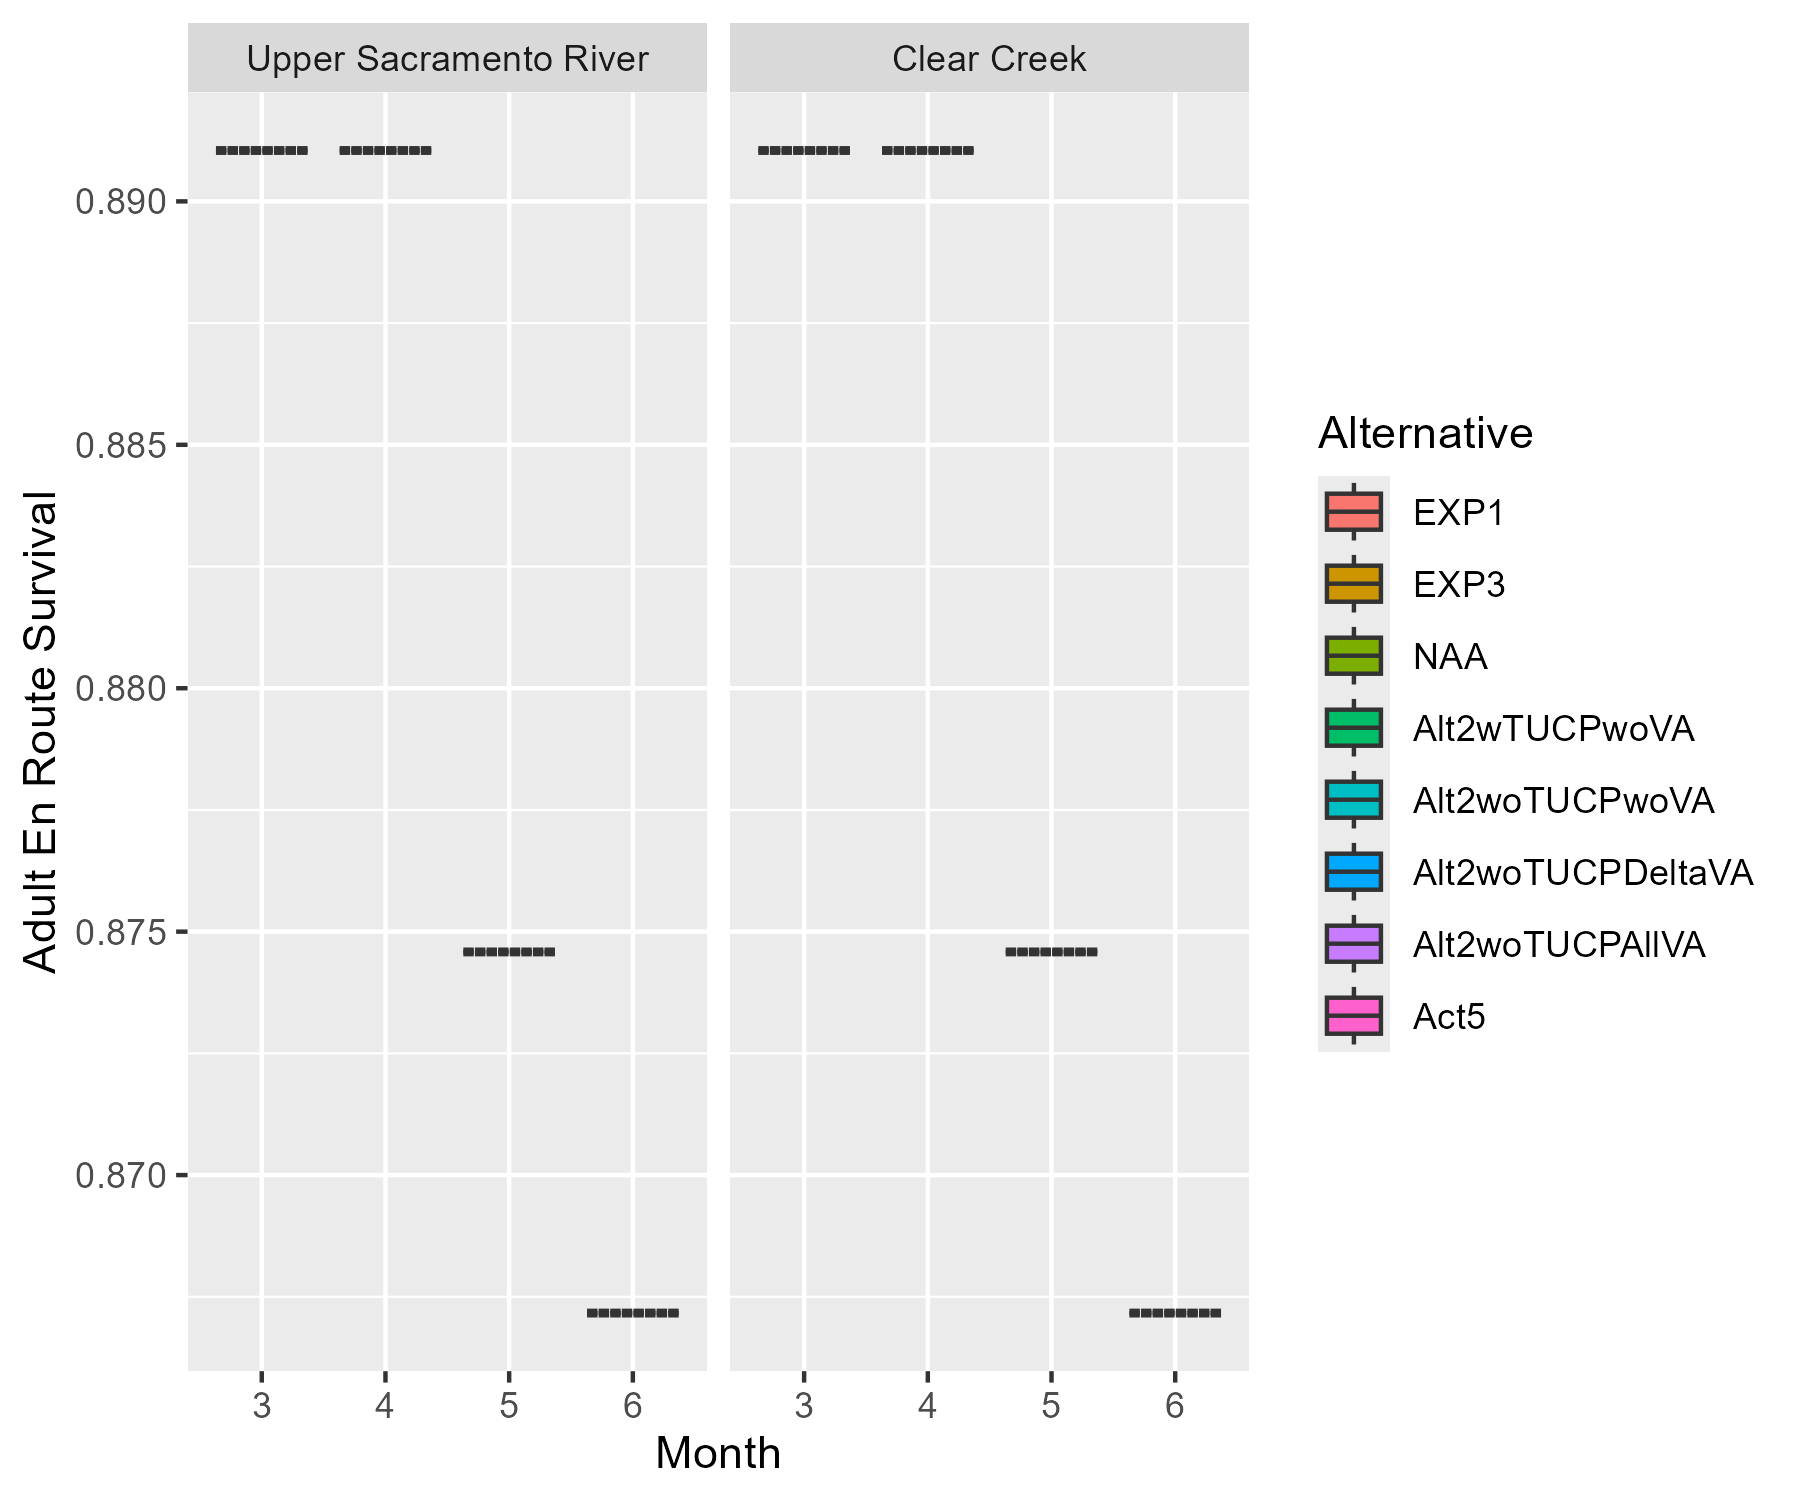 Upper Sacramento River
Clear Creek
0.890
0.885
0.880
0.875
0.870
Adult En Route Survival
3 4 5 6
3 4 5 6
Month
Alternative
EXP1
EXP3
NAA
Alt2wTUCPwoVA
Alt2woTUCPwoVA
Alt2woTUCPDeltaVA
Alt2woTUCPAllVA
Act5